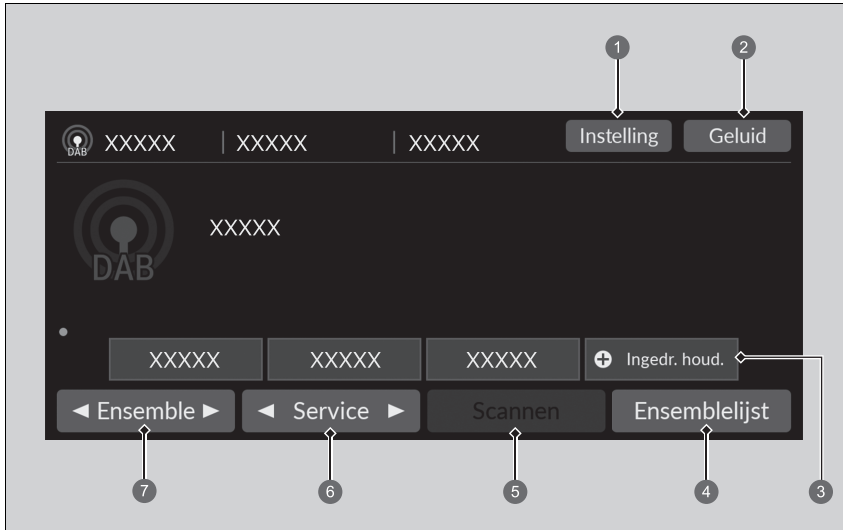 1 2
DAB XXXXX | XXXXX | XXXXX Instelling Geluid
XXXXX
DAB
XXXXX XXXXX XXXXX Ingedr. houd.
◀ Ensemble ▶ ◀ Service ▶ Scannen Ensemblelijst
7 6 5 4 3